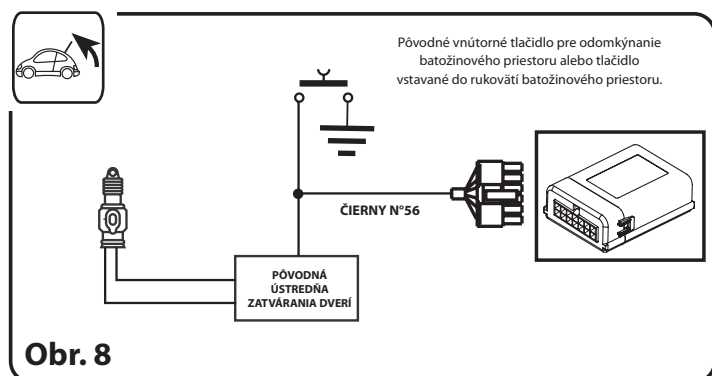 Pôvodné vnútorné tlačidlo pre odomkýnanie
batožinového priestoru alebo tlačidlo
vstavané do rukovätí batožinového priestoru.
ČIERNY N°56
PÔVODNÁ
ÚSTREDŇA
ZATVÁRANIA DVERÍ
Obr. 8